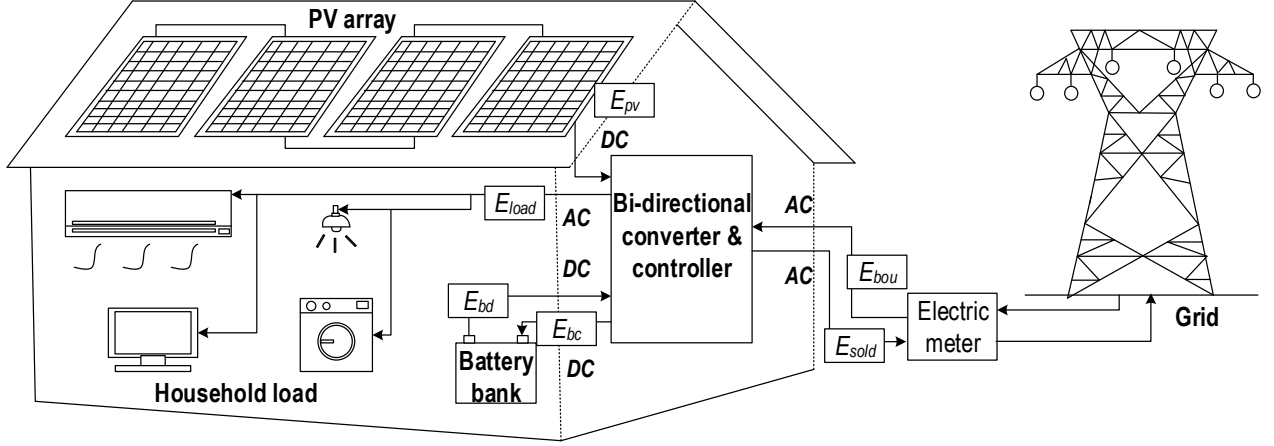 PV array
E_pv
DC
E_load
AC
Bi-directional
converter &
controller
AC
DC
AC
E_bd
E_bou
E_bc
E_sold
Electric
meter
Grid
Battery
bank
DC
Household load